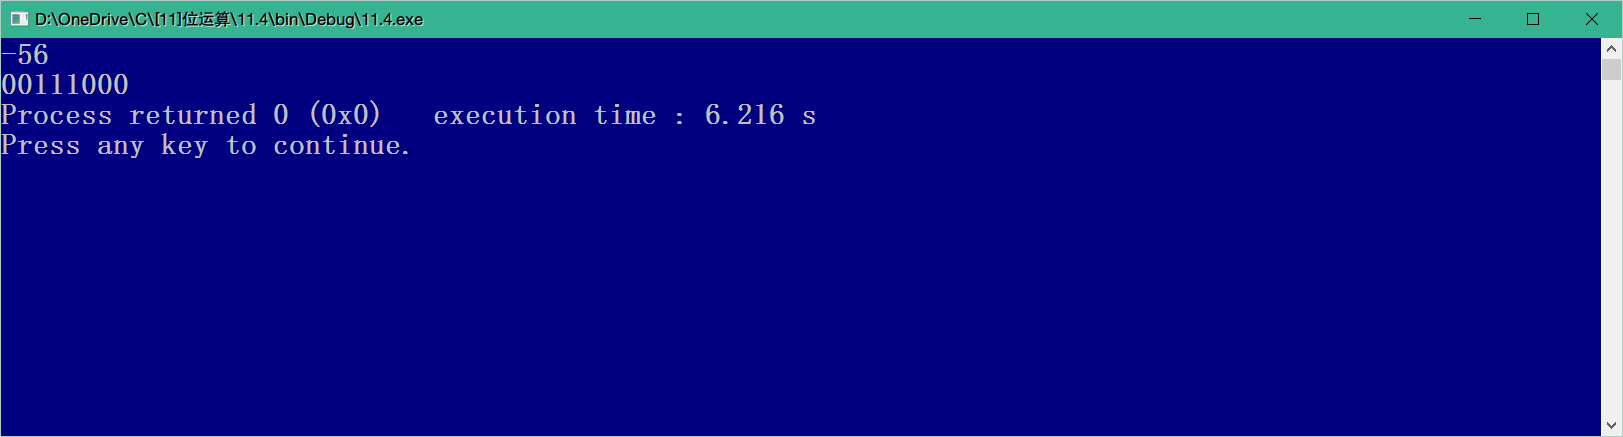 D:\OneDrive\C\[11]位运算\11.4\bin\Debug\11.4.exe
-56
00111000
Process returned 0 (0x0)   execution time : 6.216 s
Press any key to continue.